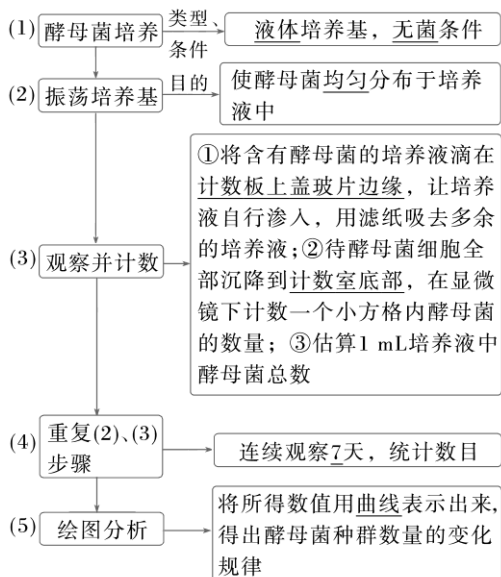 (1) 酵母菌培养 类型、条件 液体培养基，无菌条件
(2) 振荡培养基 目的 使酵母菌均匀分布于培养
液中
(3) 观察并计数
①将含有酵母菌的培养液滴在
计数板上盖玻片边缘，让培养
液自行渗入，用滤纸吸去多余
的培养液；②待酵母菌细胞全
部沉降到计数室底部，在显微
镜下计数一个小方格内酵母菌
的数量；③估算1 mL培养液中
酵母菌总数
(4) 重复(2)、(3)
步骤
连续观察7天，统计数目
(5) 绘图分析
将所得数值用曲线表示出来，
得出酵母菌种群数量的变化
规律